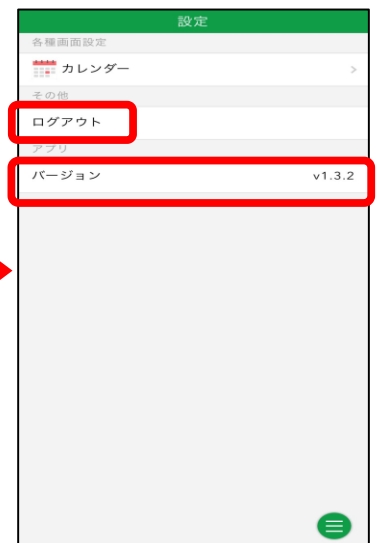 設定
各種画面設定
カレンダー
その他
ログアウト
アプリ
バージョン v1.3.2